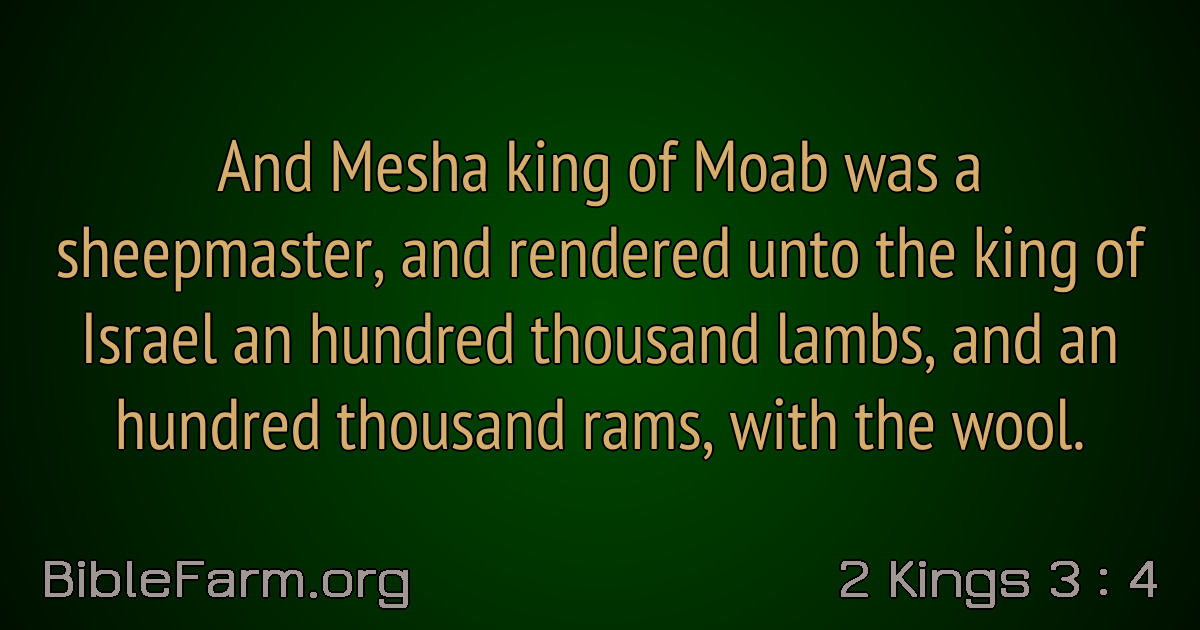 And Mesha king of Moab was a
sheepmaster, and rendered unto the king of
Israel an hundred thousand lambs, and an
hundred thousand rams, with the wool.
BibleFarm.org
2 Kings 3 : 4